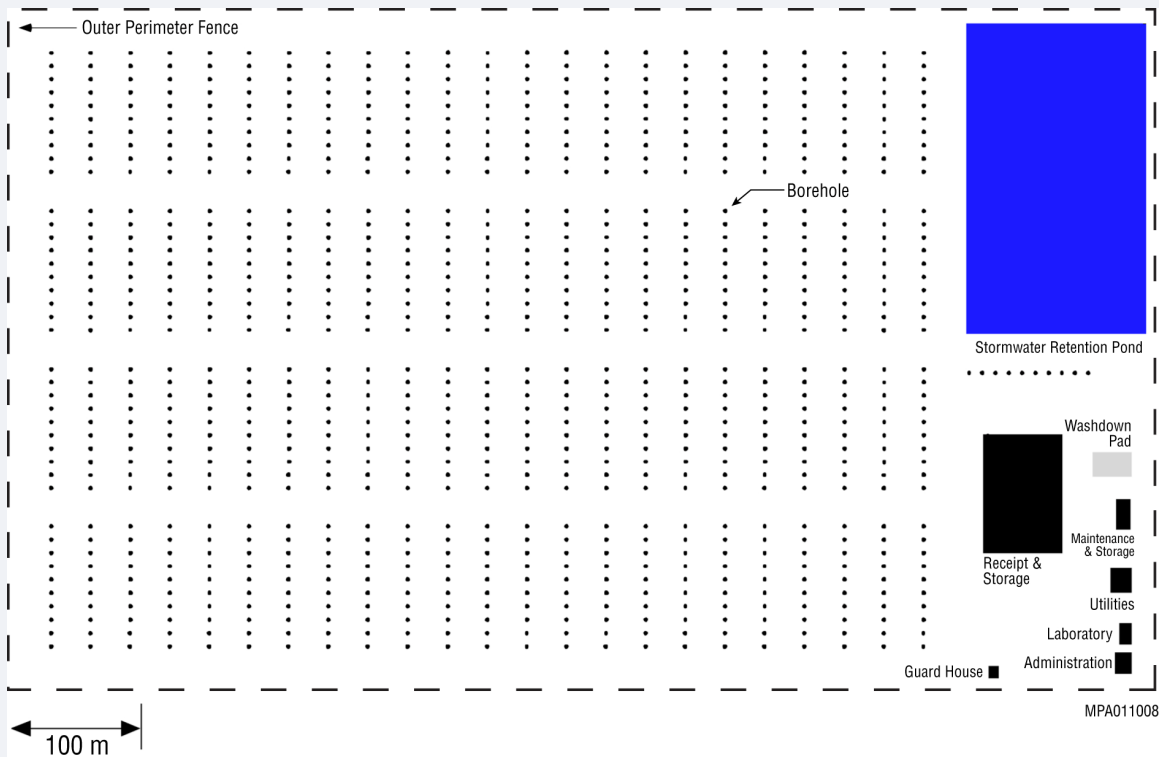 Outer Perimeter Fence
Borehole
Stormwater Retention Pond
Washdown
Pad
Maintenance
& Storage
Receipt &
Storage
Utilities
Laboratory
Administration
Guard House
MPA011008
100 m